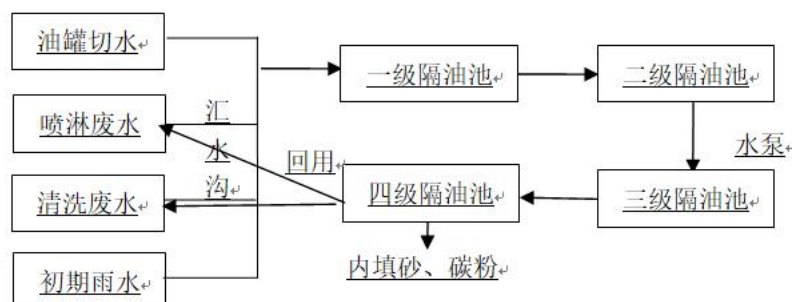 油罐切水
一级隔油池
二级隔油池
喷淋废水
汇
水
沟
回用
水泵
清洗废水
四级隔油池
三级隔油池
初期雨水
内填砂、碳粉